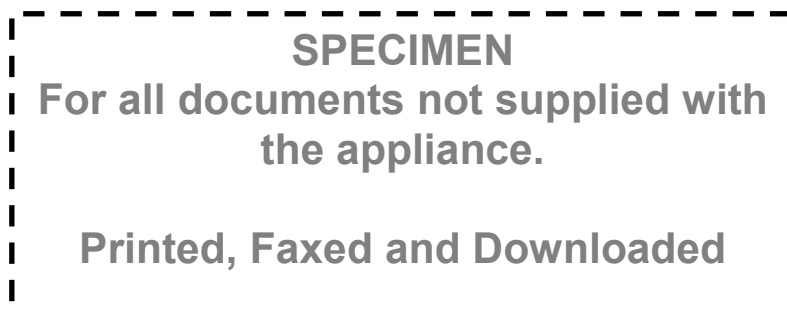 SPECIMEN
For all documents not supplied with
the appliance.
Printed, Faxed and Downloaded